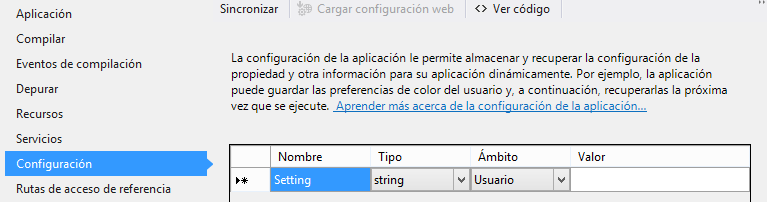 Aplicación
Compilar
Eventos de compilación
Depurar
Recursos
Servicios
Configuración
Rutas de acceso de referencia
Sincronizar Cargar configuración web <> Ver código
La configuración de la aplicación le permite almacenar y recuperar la configuración de la
propiedad y otra información para su aplicación dinámicamente. Por ejemplo, la aplicación
puede guardar las preferencias de color del usuario y, a continuación, recuperarlas la próxima
vez que se ejecute. Aprender más acerca de la configuración de la aplicación...
Nombre Tipo Ámbito Valor
Setting string Usuario